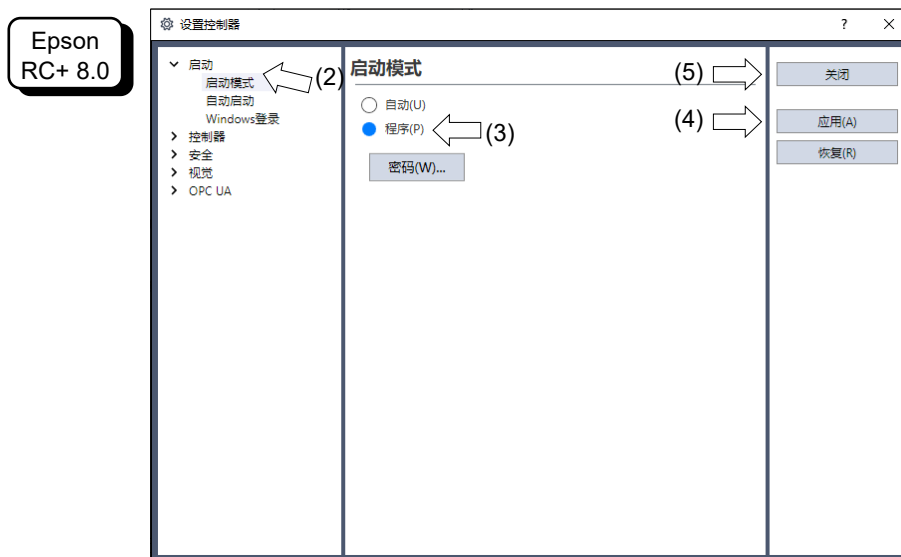 Epson
RC+ 8.0
设置控制器
?
启动
启动模式
自动启动
Windows登录
控制器
安全
视觉
OPC UA
(2)
启动模式
自动(U)
程序(P)
(3)
密码(W)...
(5)
关闭
(4)
应用(A)
恢复(R)